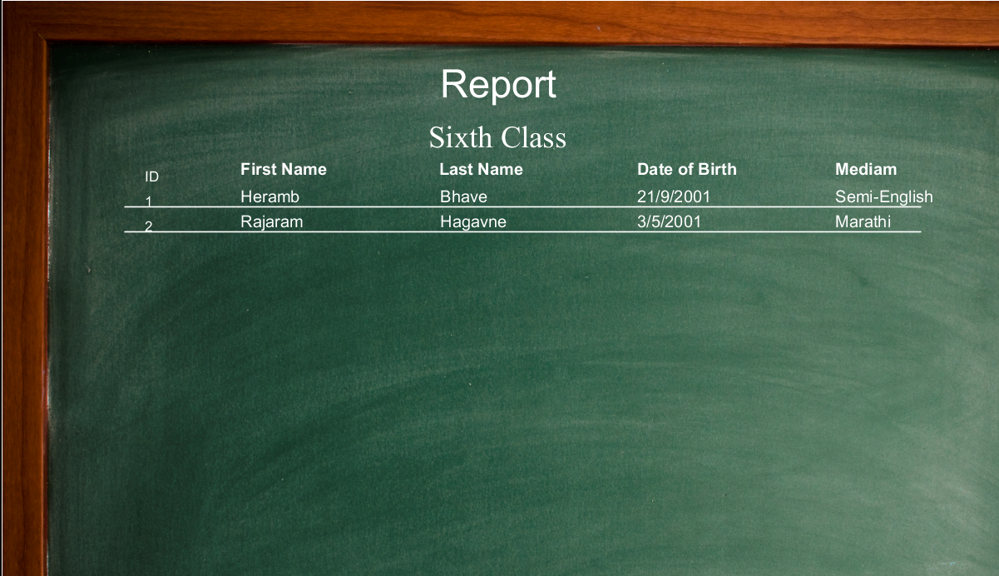 Report
Sixth Class
ID First Name Last Name Date of Birth Mediam
1 Heramb Bhave 21/9/2001 Semi-English
2 Rajaram Hagavne 3/5/2001 Marathi